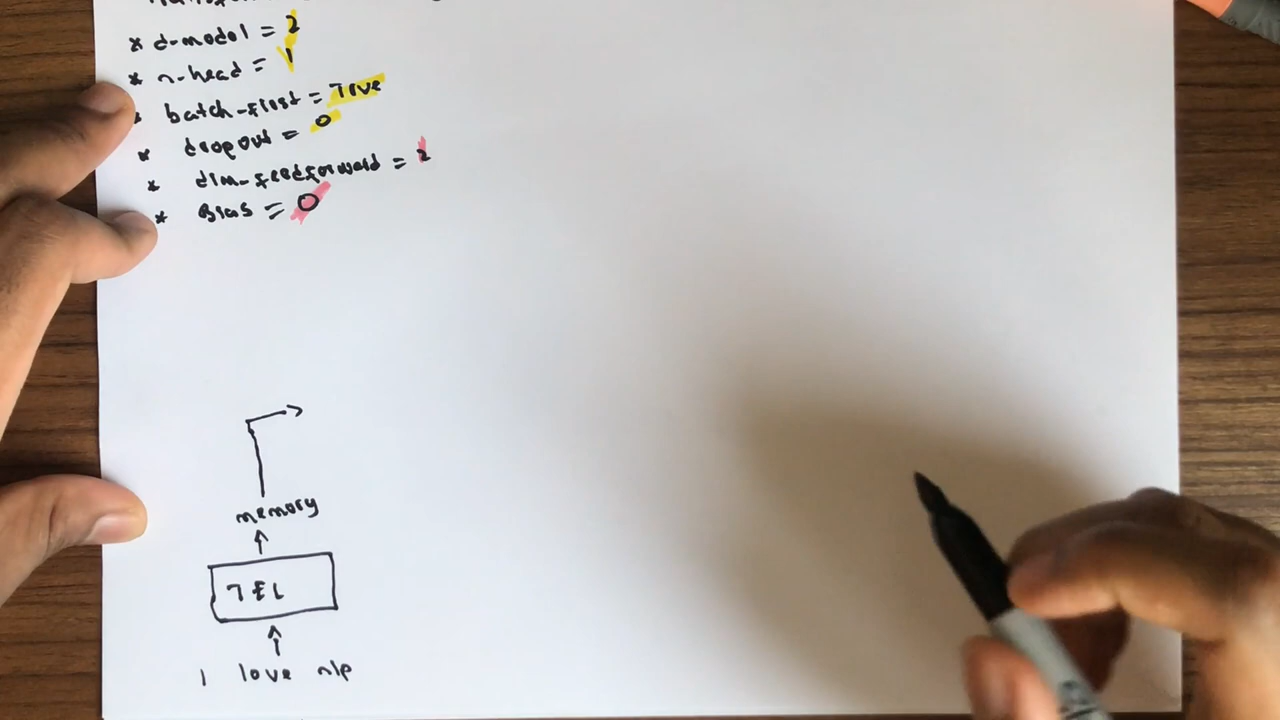 * d-model = 2
* n-head = 1
* batch-first = True
* dropout = 0
* dim-feedforward = 2
* Bias = 0
memory
TEL
I love nlp